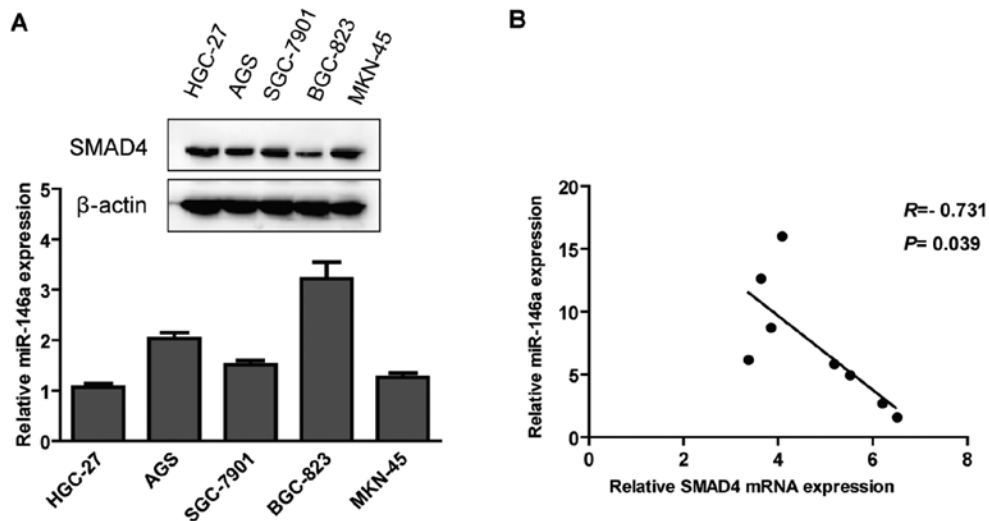 A
HGC-27
AGS
SGC-7901
BGC-823
MKN-45
SMAD4
β-actin
Relative miR-146a expression
5
4
3
2
1
0
HGC-27
AGS
SGC-7901
BGC-823
MKN-45
B
R=- 0.731
P= 0.039
Relative miR-146a expression
20
15
10
5
0
0
2
4
6
8
Relative SMAD4 mRNA expression